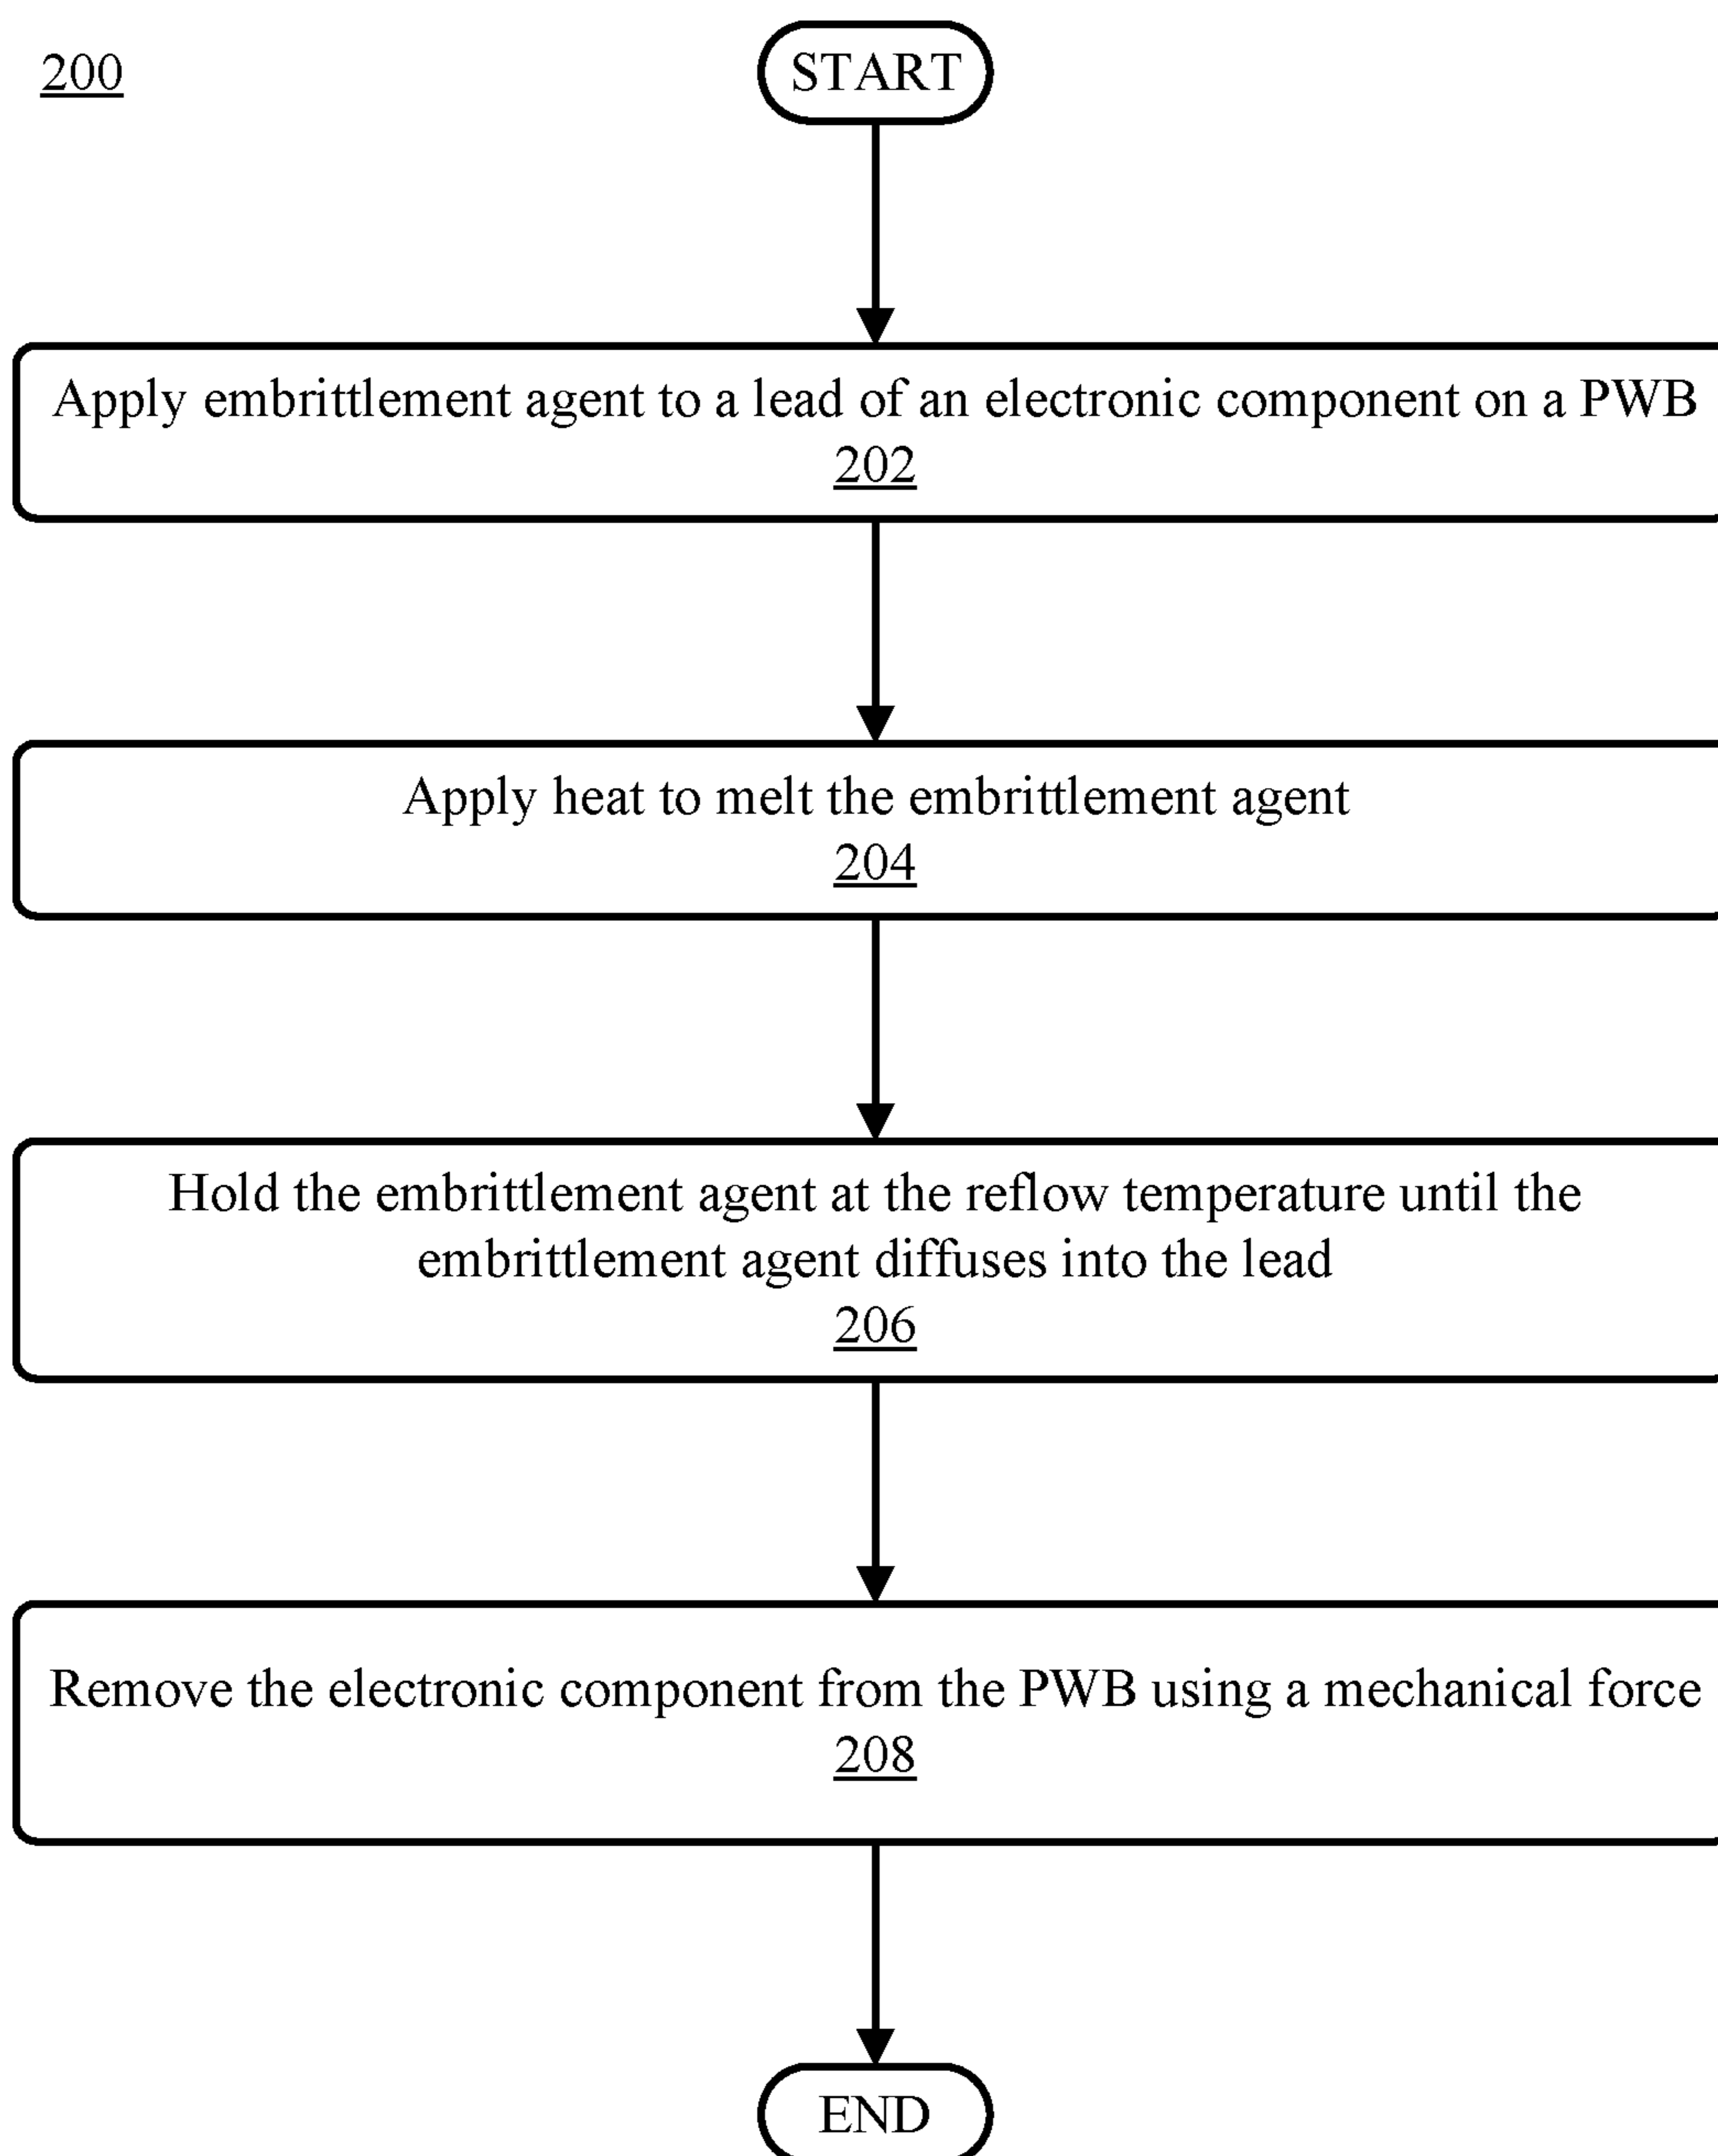 200
START
Apply embrittlement agent to a lead of an electronic component on a PWB
202
Apply heat to melt the embrittlement agent
204
Hold the embrittlement agent at the reflow temperature until the
embrittlement agent diffuses into the lead
206
Remove the electronic component from the PWB using a mechanical force
208
END